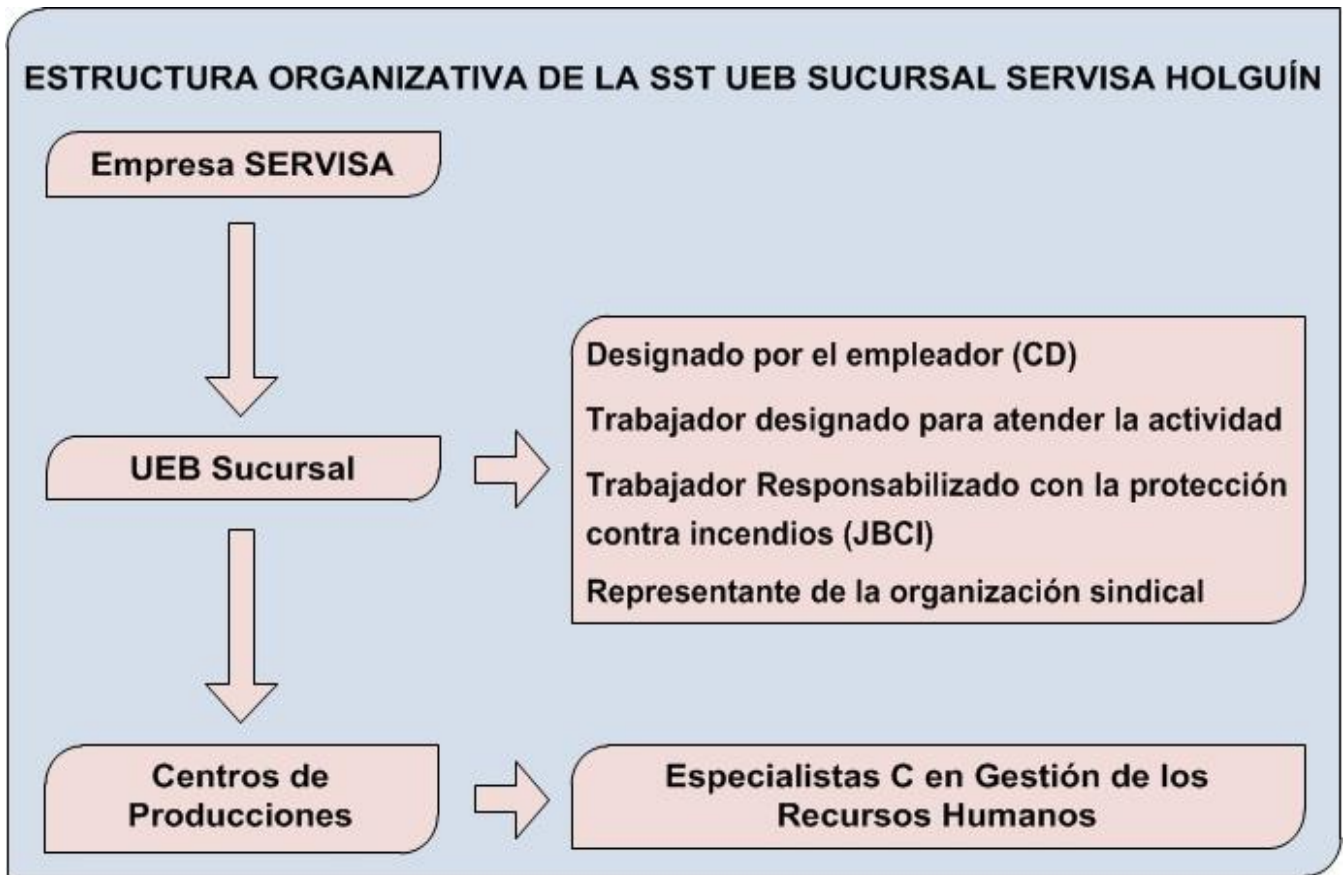 ESTRUCTURA ORGANIZATIVA DE LA SST UEB SUCURSAL SERVISA HOLGUÍN
Empresa SERVISA
UEB Sucursal
Designado por el empleador (CD)
Trabajador designado para atender la actividad
Trabajador Responsabilizado con la protección
contra incendios (JBCI)
Representante de la organización sindical
Centros de
Producciones
Especialistas C en Gestión de los
Recursos Humanos